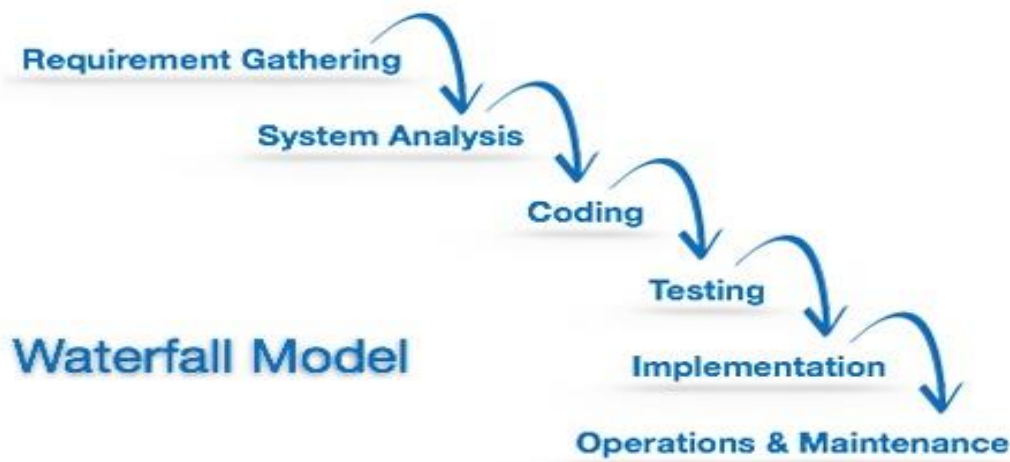 Requirement Gathering
System Analysis
Coding
Testing
Waterfall Model
Implementation
Operations & Maintenance